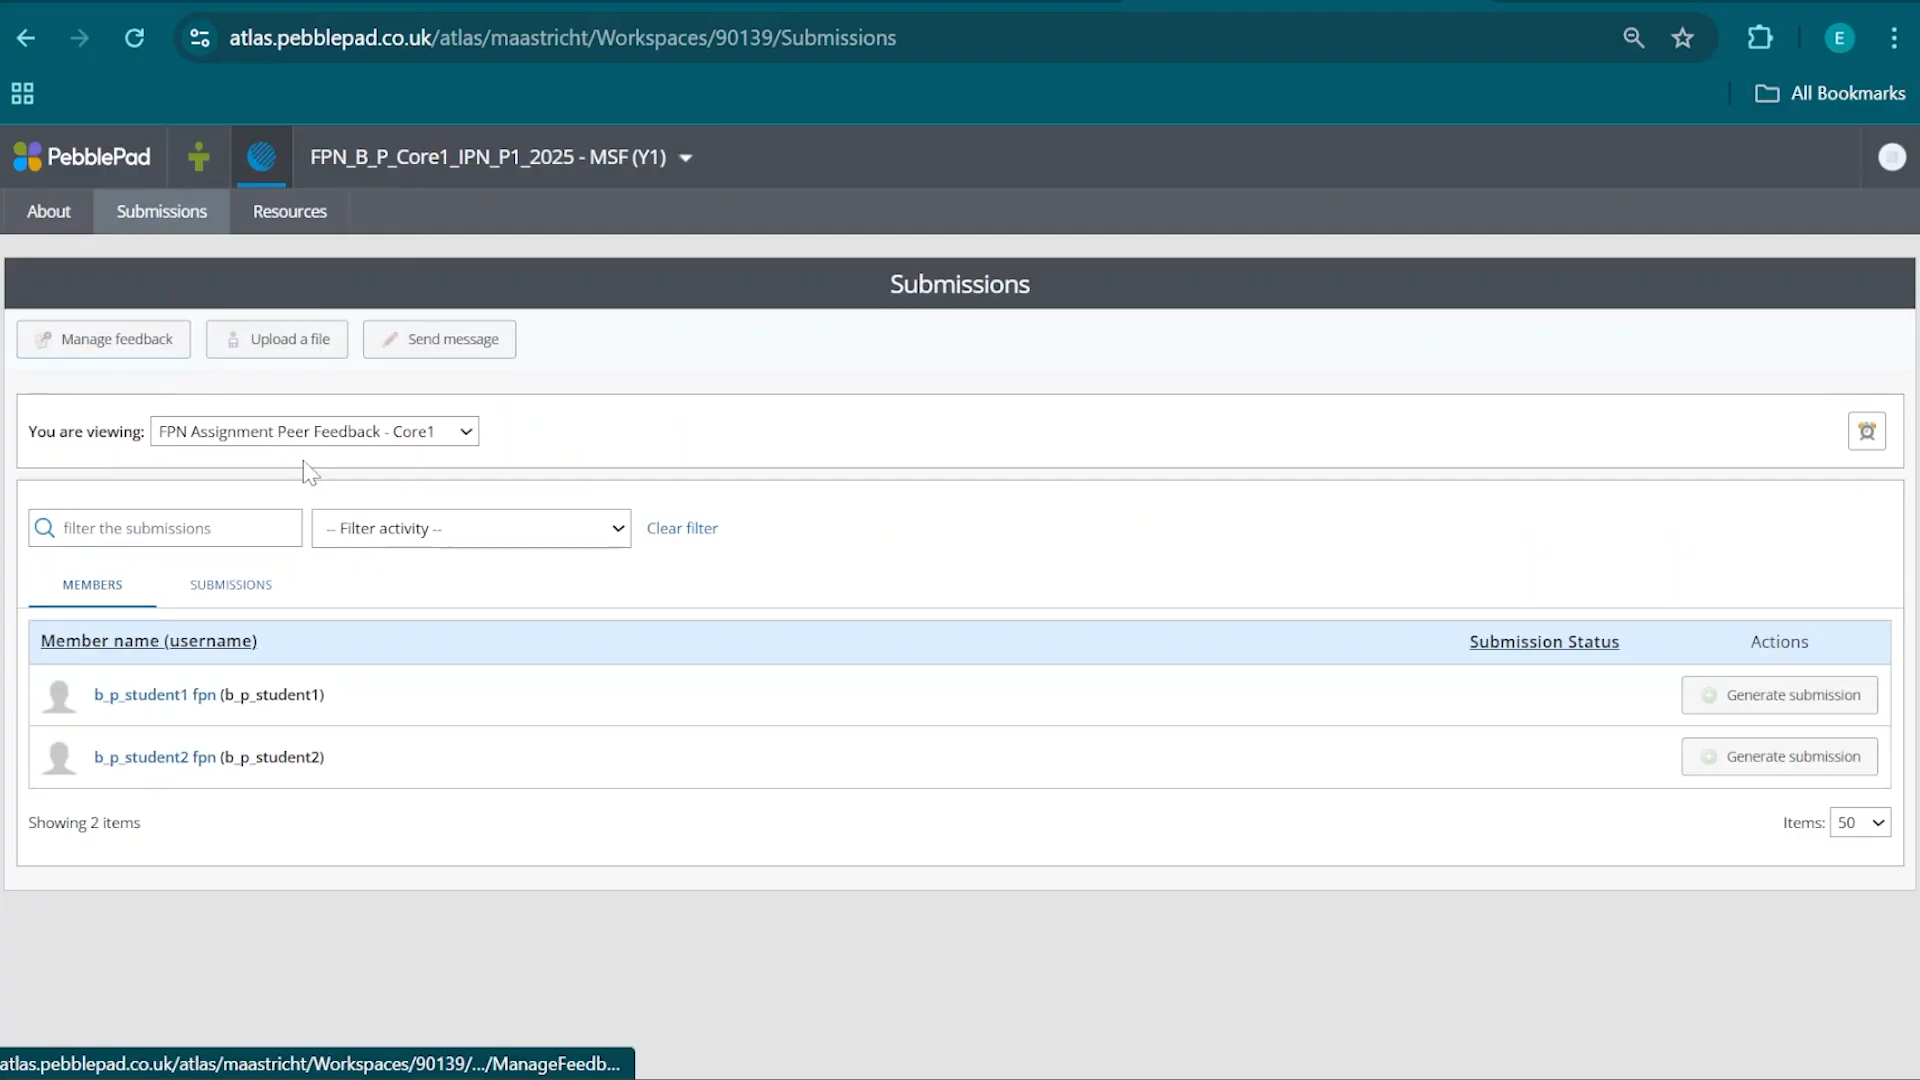 atlas.pebblepad.co.uk/atlas/maastricht/Workspaces/90139/Submissions
E
All Bookmarks
PebblePad
FPN_B_P_Core1_IPN_P1_2025 - MSF (Y1)
About
Submissions
Resources
Submissions
Manage feedback
Upload a file
Send message
You are viewing: FPN Assignment Peer Feedback - Core1
filter the submissions
-- Filter activity --
Clear filter
MEMBERS
SUBMISSIONS
Member name (username)
Submission Status
Actions
b_p_student1 fpn (b_p_student1)
Generate submission
b_p_student2 fpn (b_p_student2)
Generate submission
Showing 2 items
Items: 50
atlas.pebblepad.co.uk/atlas/maastricht/Workspaces/90139/.../ManageFeedb...